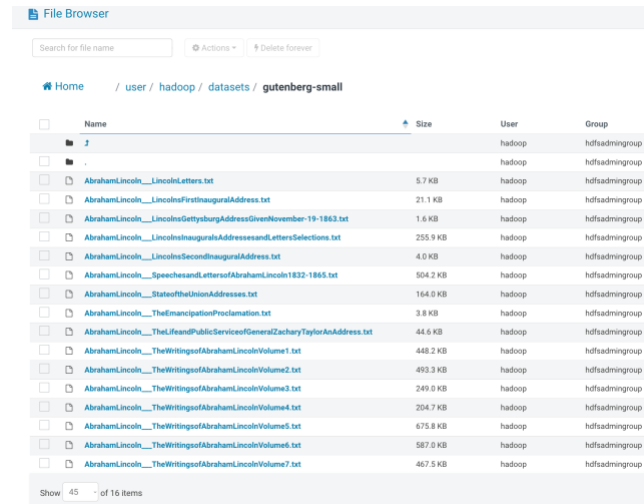 File Browser
Search for file name Actions Delete forever
Home / user / hadoop / datasets / gutenberg-small
Name Size User Group
hadoop hdfsadmingroup
. hadoop hdfsadmingroup
AbrahamLincoln___LincolnLetters.txt 5.7 KB hadoop hdfsadmingroup
AbrahamLincoln___LincolnsFirstInauguralAddress.txt 21.1 KB hadoop hdfsadmingroup
AbrahamLincoln___LincolnsGettysburgAddressGivenNovember-19-1863.txt 1.6 KB hadoop hdfsadmingroup
AbrahamLincoln___LincolnsInauguralsAddressesandLettersSelections.txt 255.9 KB hadoop hdfsadmingroup
AbrahamLincoln___LincolnsSecondInauguralAddress.txt 4.0 KB hadoop hdfsadmingroup
AbrahamLincoln___SpeechesandLettersofAbrahamLincoln1832-1865.txt 504.2 KB hadoop hdfsadmingroup
AbrahamLincoln___StateoftheUnionAddresses.txt 164.0 KB hadoop hdfsadmingroup
AbrahamLincoln___TheEmancipationProclamation.txt 3.8 KB hadoop hdfsadmingroup
AbrahamLincoln___TheLifeandPublicServiceofGeneralZacharyTaylorAnAddress.txt 44.6 KB hadoop hdfsadmingroup
AbrahamLincoln___TheWritingsofAbrahamLincolnVolume1.txt 448.2 KB hadoop hdfsadmingroup
AbrahamLincoln___TheWritingsofAbrahamLincolnVolume2.txt 493.3 KB hadoop hdfsadmingroup
AbrahamLincoln___TheWritingsofAbrahamLincolnVolume3.txt 249.0 KB hadoop hdfsadmingroup
AbrahamLincoln___TheWritingsofAbrahamLincolnVolume4.txt 204.7 KB hadoop hdfsadmingroup
AbrahamLincoln___TheWritingsofAbrahamLincolnVolume5.txt 675.8 KB hadoop hdfsadmingroup
AbrahamLincoln___TheWritingsofAbrahamLincolnVolume6.txt 587.0 KB hadoop hdfsadmingroup
AbrahamLincoln___TheWritingsofAbrahamLincolnVolume7.txt 467.5 KB hadoop hdfsadmingroup
Show 45 of 16 items